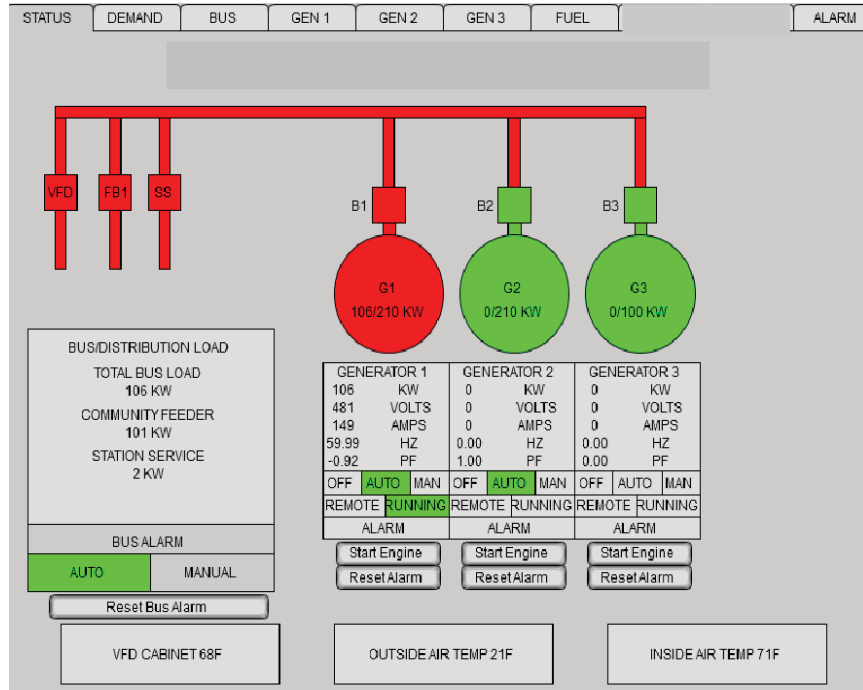 STATUS DEMAND BUS GEN 1 GEN 2 GEN 3 FUEL ALARM
VFD FB1 SS
B1 B2 B3
G1 G2 G3
106/210 KW 0/210 KW 0/100 KW
BUS/DISTRIBUTION LOAD
TOTAL BUS LOAD
106 KW
COMMUNITY FEEDER
101 KW
STATION SERVICE
2 KW
BUS ALARM
AUTO MANUAL
Reset Bus Alarm
GENERATOR 1
106 KW
481 VOLTS
149 AMPS
59.99 HZ
-0.92 PF
OFF AUTO MAN
REMOTE RUNNING
ALARM
Start Engine
Reset Alarm
GENERATOR 2
0 KW
0 VOLTS
0 AMPS
0.00 HZ
1.00 PF
OFF AUTO MAN
REMOTE RUNNING
ALARM
Start Engine
Reset Alarm
GENERATOR 3
0 KW
0 VOLTS
0 AMPS
0.00 HZ
0.00 PF
OFF AUTO MAN
REMOTE RUNNING
ALARM
Start Engine
Reset Alarm
VFD CABINET 68F OUTSIDE AIR TEMP 21F INSIDE AIR TEMP 71F